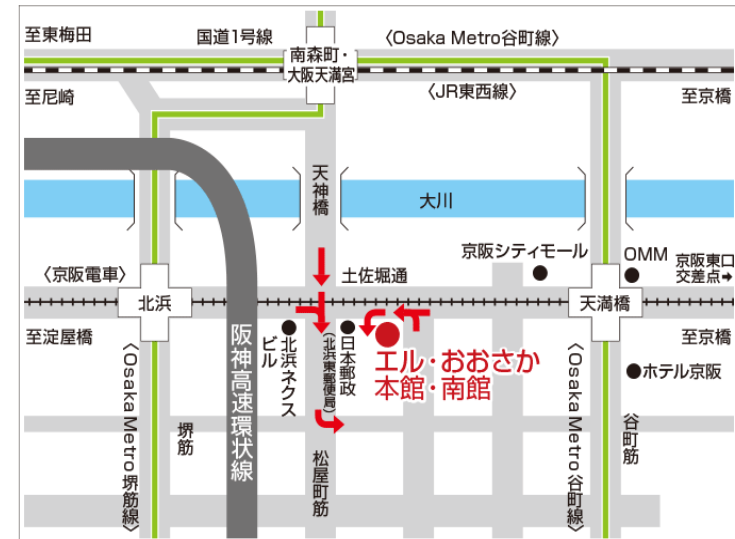 至東梅田
国道1号線
南森町・
大阪天満宮
〈Osaka Metro谷町線〉
至尼崎
〈JR東西線〉
至京橋
天神橋
大川
京阪シティモール
OMM
京阪東口
交差点➡
〈京阪電車〉
土佐堀通
北浜
天満橋
至淀屋橋
至京橋
〈Osaka Metro堺筋線〉
堺筋
阪神高速環状線
北浜ネクス
ビル
日本郵政
(北浜東郵便局)
エル・おおさか
本館・南館
松屋町筋
〈Osaka Metro谷町線〉
ホテル京阪
谷町筋